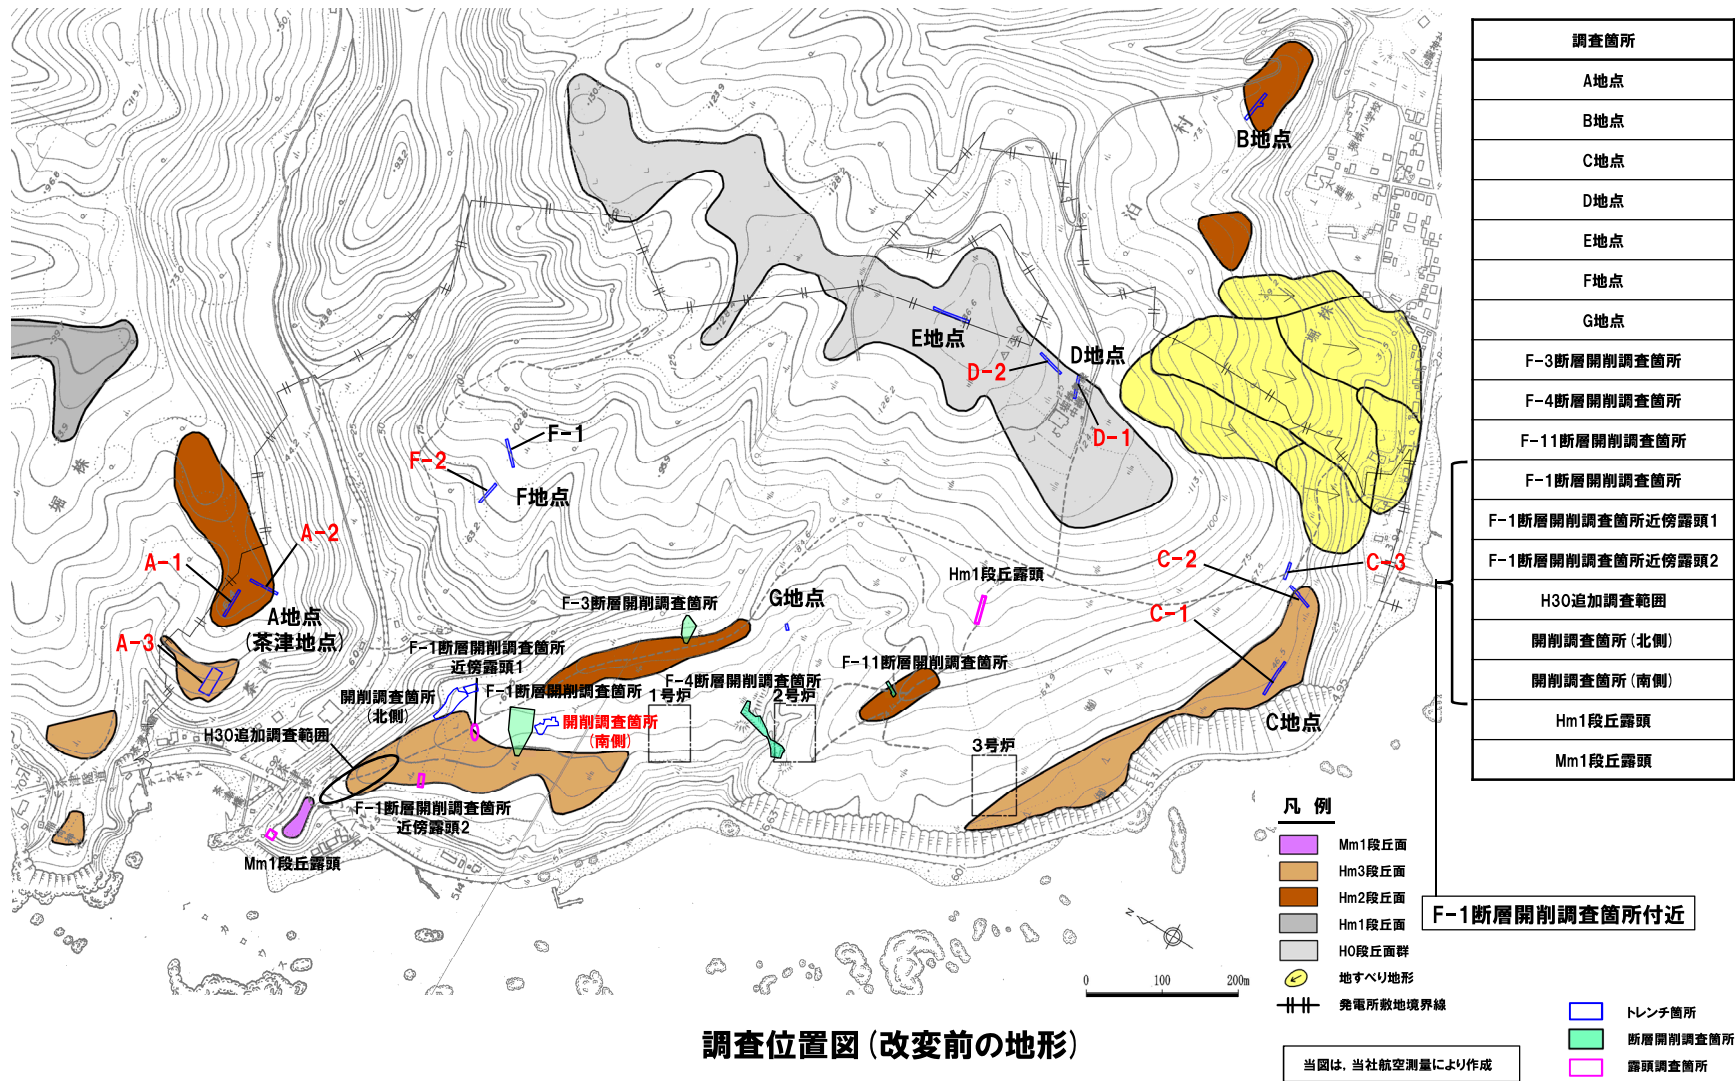 調査箇所
A地点
B地点
C地点
D地点
E地点
F地点
G地点
F-3断層開削調査箇所
F-4断層開削調査箇所
F-11断層開削調査箇所
F-1断層開削調査箇所
F-1断層開削調査箇所近傍露頭1
F-1断層開削調査箇所近傍露頭2
H30追加調査範囲
開削調査箇所(北側)
開削調査箇所(南側)
Hm1段丘露頭
Mm1段丘露頭
F-1断層開削調査箇所付近
B地点
村
泊
堀株
E地点
D地点
D-2
D-1
F-1
F-2
F地点
堀株
A-2
A-1
A地点
(茶津地点)
A-3
C-2
C-3
C-1
C地点
Hm1段丘露頭
G地点
F-3断層開削調査箇所
F-1断層開削調査箇所
近傍露頭1
F-11断層開削調査箇所
F-4断層開削調査箇所
F-1断層開削調査箇所
開削調査箇所
(北側)
1号炉
2号炉
開削調査箇所
(南側)
H30追加調査範囲
3号炉
F-1断層開削調査箇所
近傍露頭2
Mm1段丘露頭
凡例
Mm1段丘面
Hm3段丘面
Hm2段丘面
Hm1段丘面
H0段丘面群
地すべり地形
発電所敷地境界線
N
0 100 200m
トレンチ箇所
断層開削調査箇所
露頭調査箇所
調査位置図(改変前の地形)
当図は，当社航空測量により作成